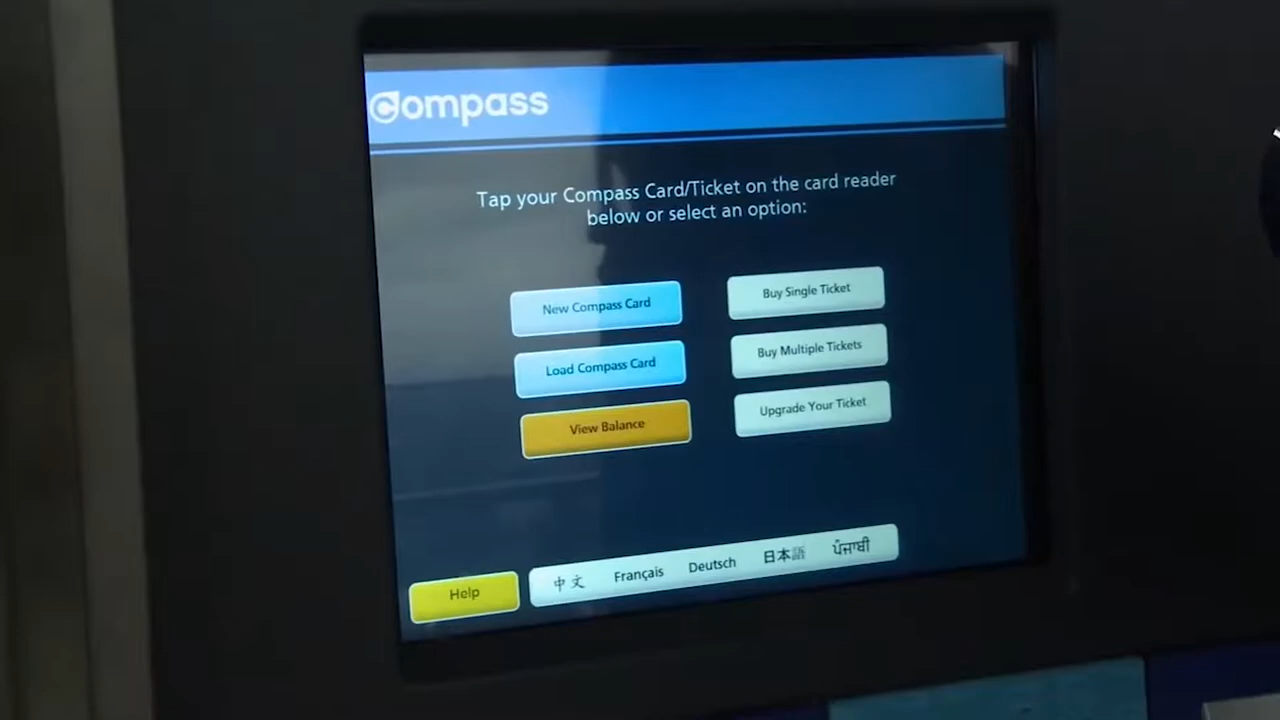 Compass
Tap your Compass Card/Ticket on the card reader
below or select an option:
New Compass Card
Buy Single Ticket
Load Compass Card
Buy Multiple Tickets
View Balance
Upgrade Your Ticket
Help
中文 Français Deutsch 日本語 ਪੰਜਾਬੀ